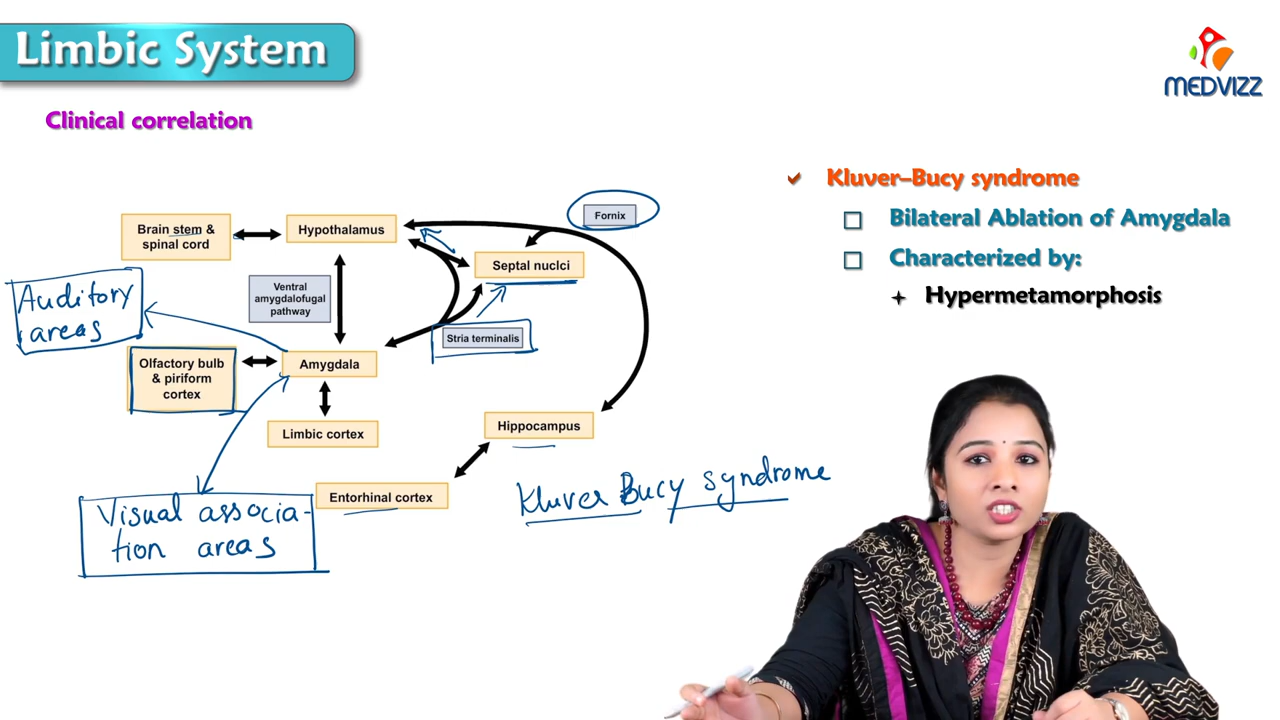 Limbic System
MEDVIZZ
Clinical correlation
Kluver–Bucy syndrome
Bilateral Ablation of Amygdala
Characterized by:
Hypermetamorphosis
Fornix
Brain stem &
spinal cord
Hypothalamus
Septal nuclci
Ventral
amygdalofugal
pathway
Auditory
areas
Stria terminalis
Olfactory bulb
& piriform
cortex
Amygdala
Limbic cortex
Hippocampus
Entorhinal cortex
Kluver Bucy syndrome
Visual associa-
tion areas